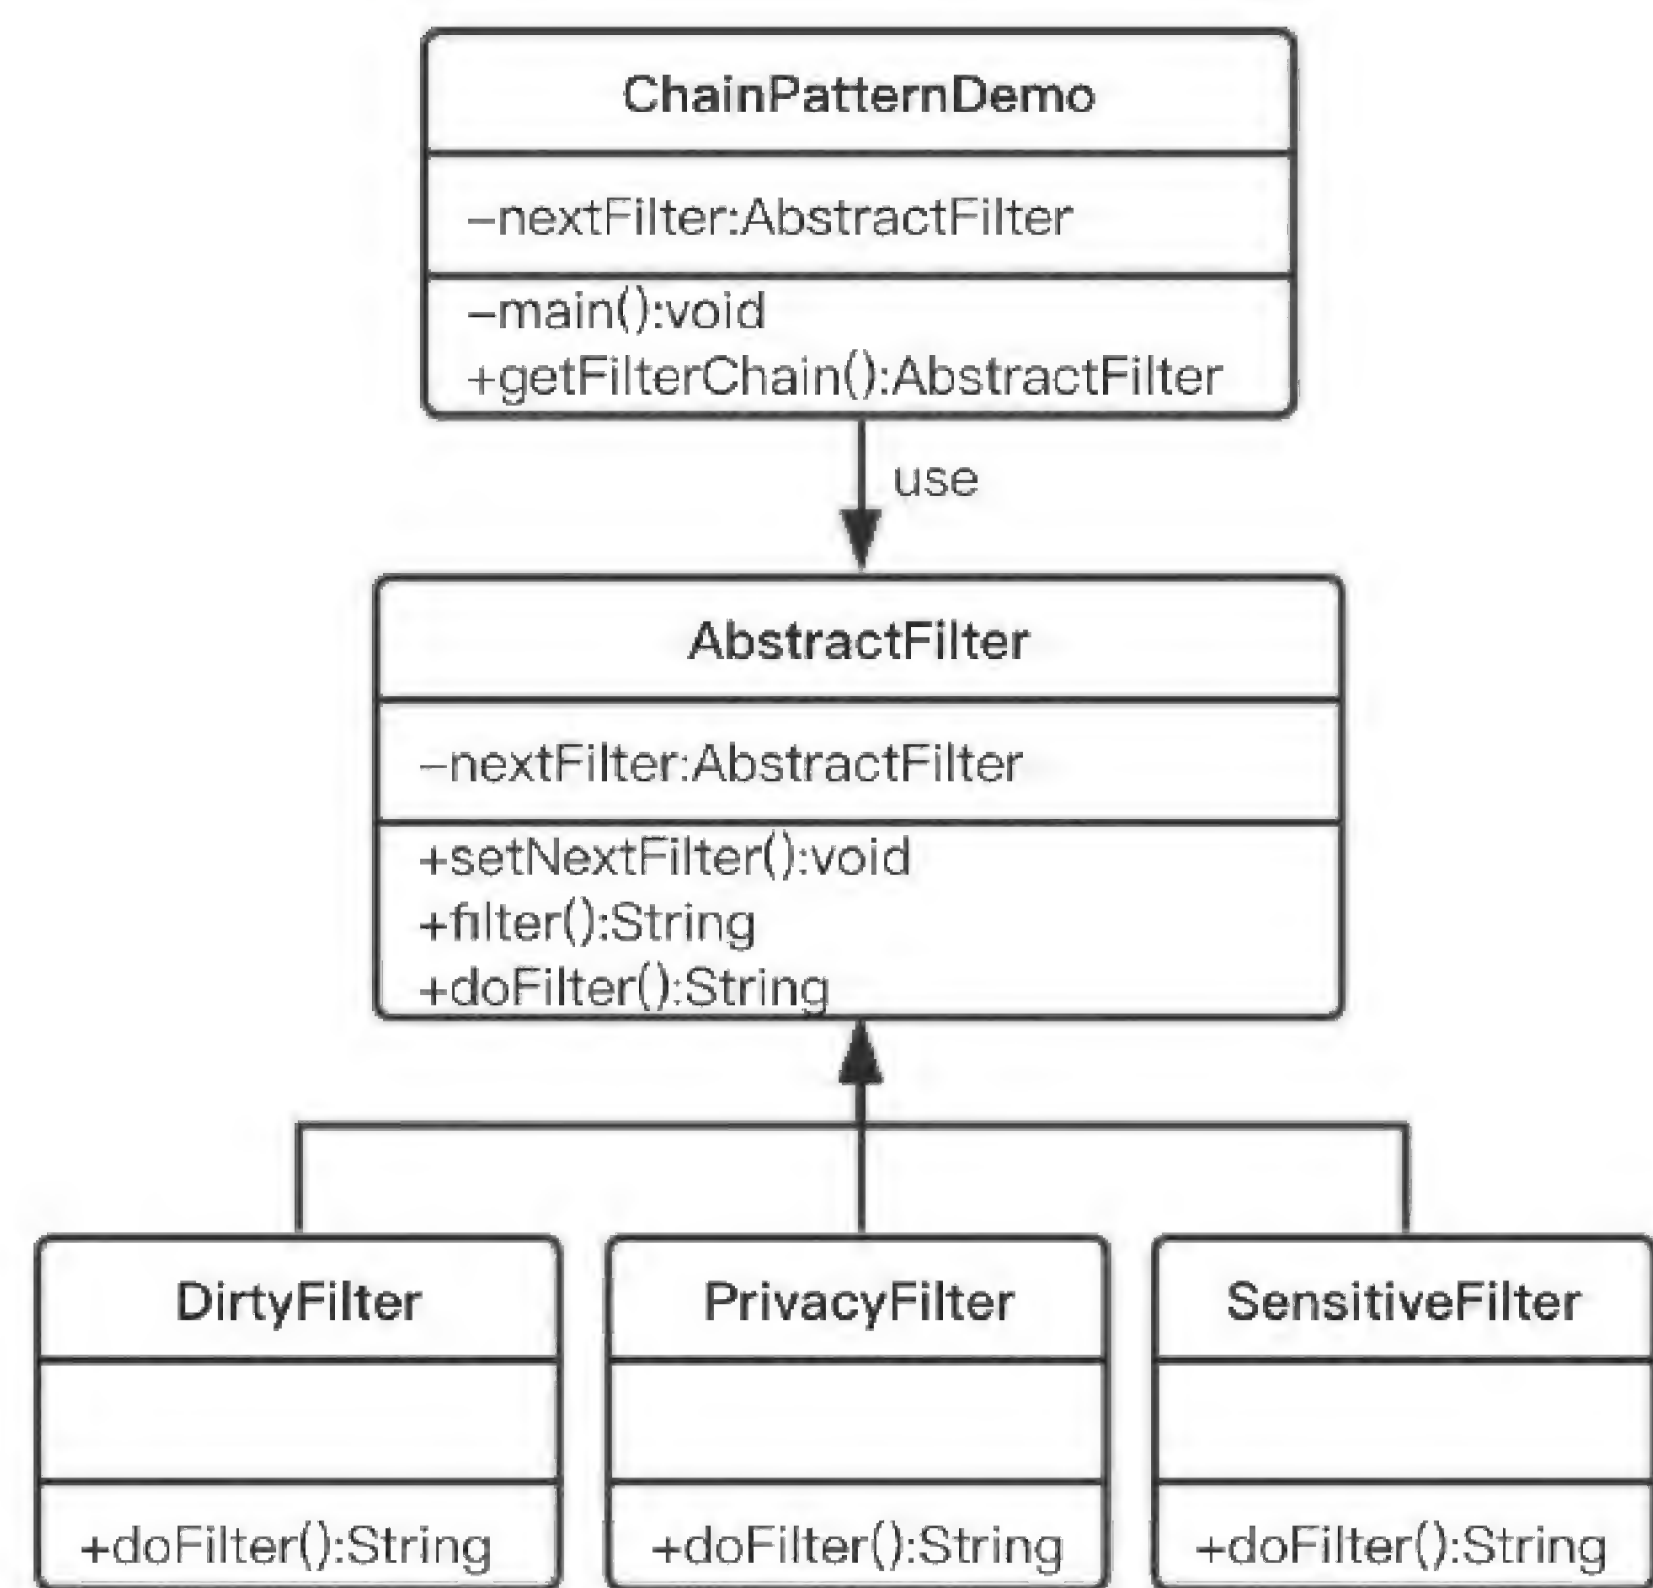 ChainPatternDemo
–nextFilter:AbstractFilter
–main():void
+getFilterChain():AbstractFilter
use
AbstractFilter
–nextFilter:AbstractFilter
+setNextFilter():void
+filter():String
+doFilter():String
DirtyFilter
PrivacyFilter
SensitiveFilter
+doFilter():String
+doFilter():String
+doFilter():String